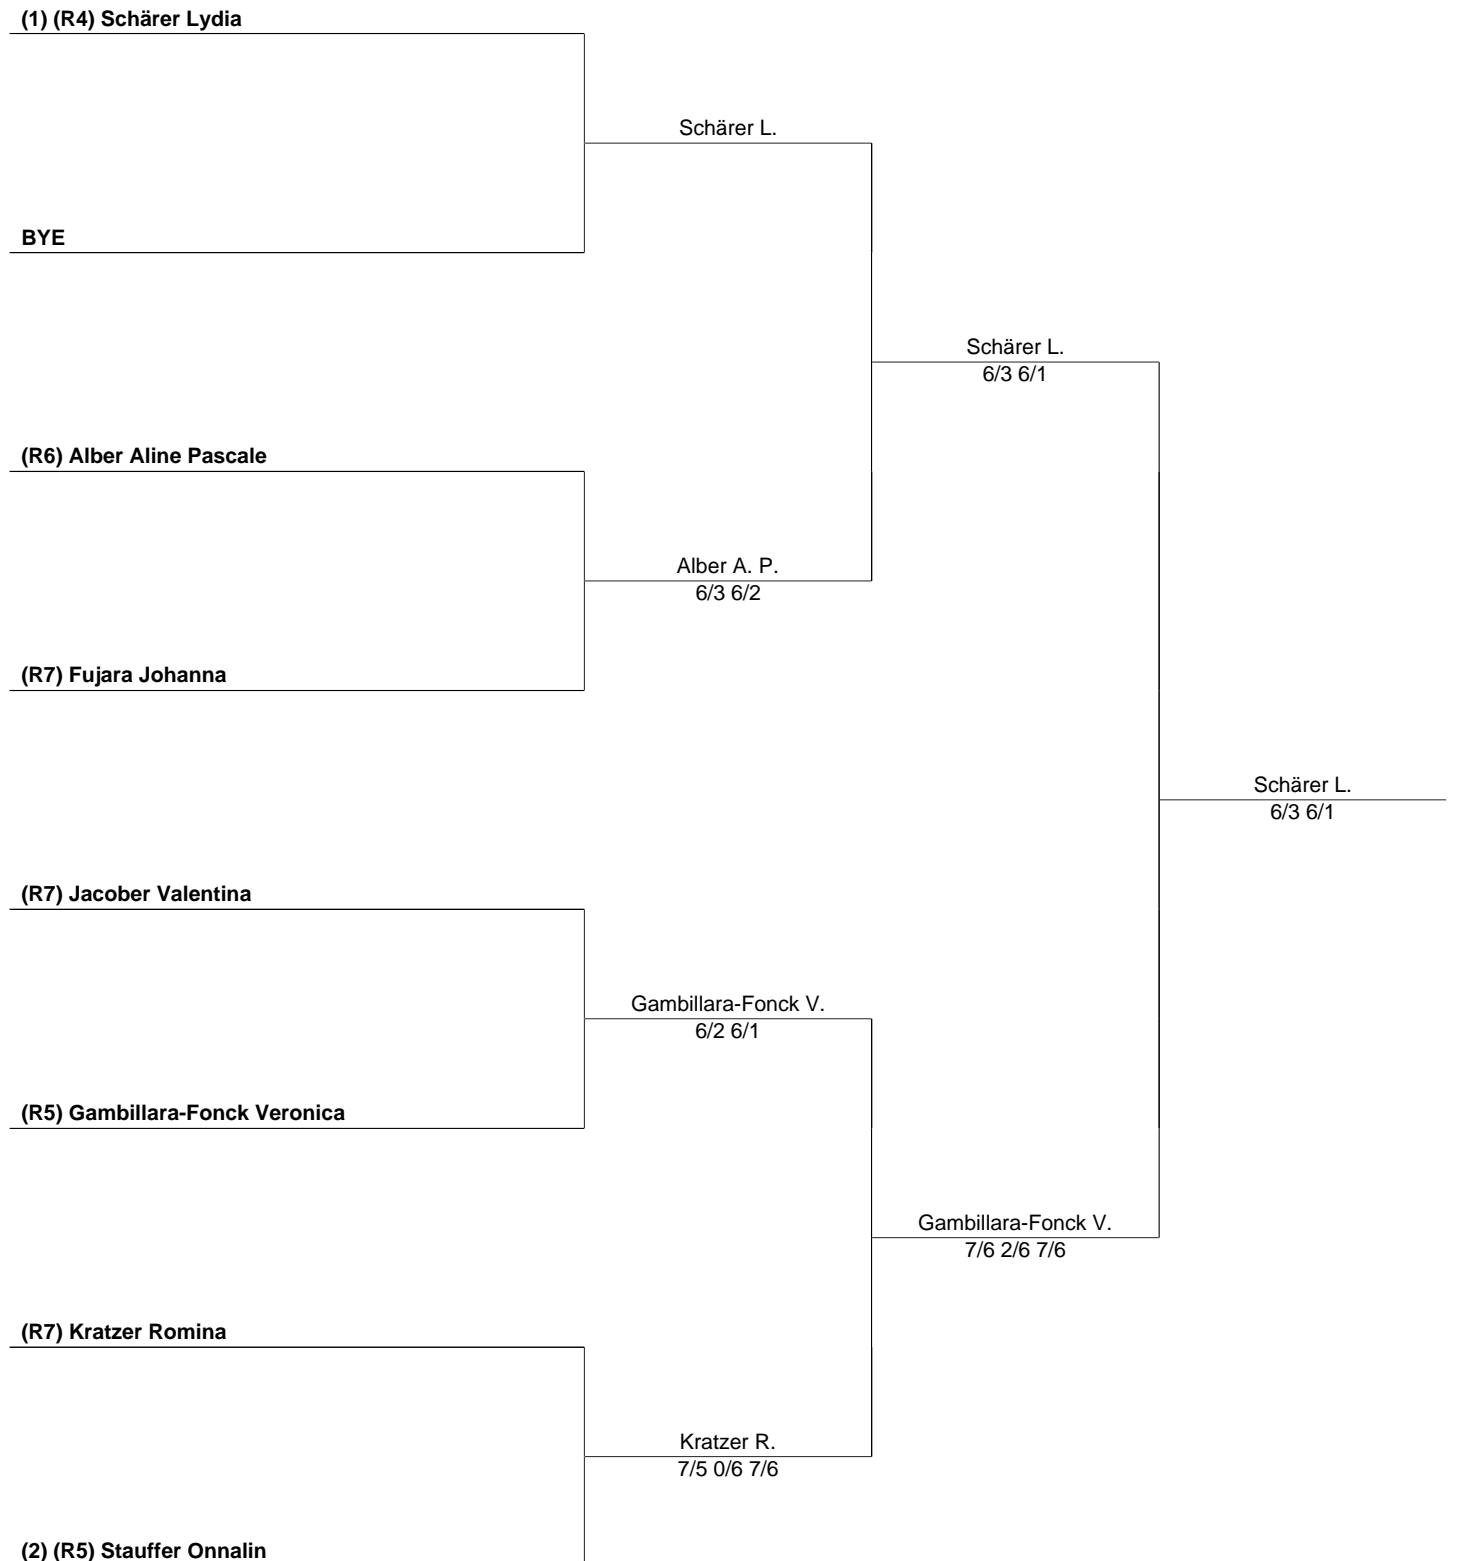 (1) (R4) Schärer Lydia
Schärer L.
BYE
Schärer L.
6/3 6/1
(R6) Alber Aline Pascale
Alber A. P.
6/3 6/2
(R7) Fujara Johanna
Schärer L.
6/3 6/1
(R7) Jacober Valentina
Gambillara-Fonck V.
6/2 6/1
(R5) Gambillara-Fonck Veronica
Gambillara-Fonck V.
7/6 2/6 7/6
(R7) Kratzer Romina
Kratzer R.
7/5 0/6 7/6
(2) (R5) Stauffer Onnalin